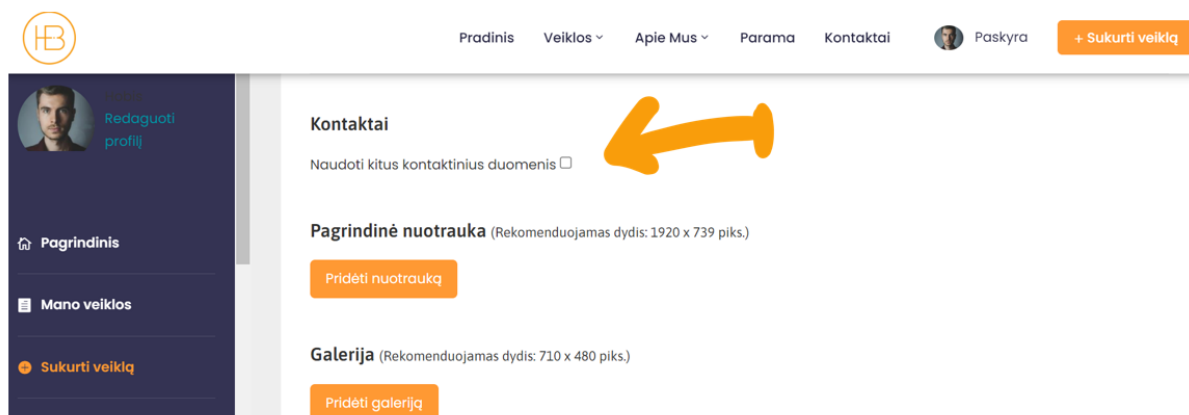 HB
Pradinis Veiklos Apie Mus Parama Kontaktai Paskyra + Sukurti veiklą
Redaguoti
profilį
Kontaktai
Naudoti kitus kontaktinius duomenis
Pagrindinis
Pagrindinė nuotrauka (Rekomenduojamas dydis: 1920 x 739 piks.)
Pridėti nuotrauką
Mano veiklos
Galerija (Rekomenduojamas dydis: 710 x 480 piks.)
Sukurti veiklą
Pridėti galeriją